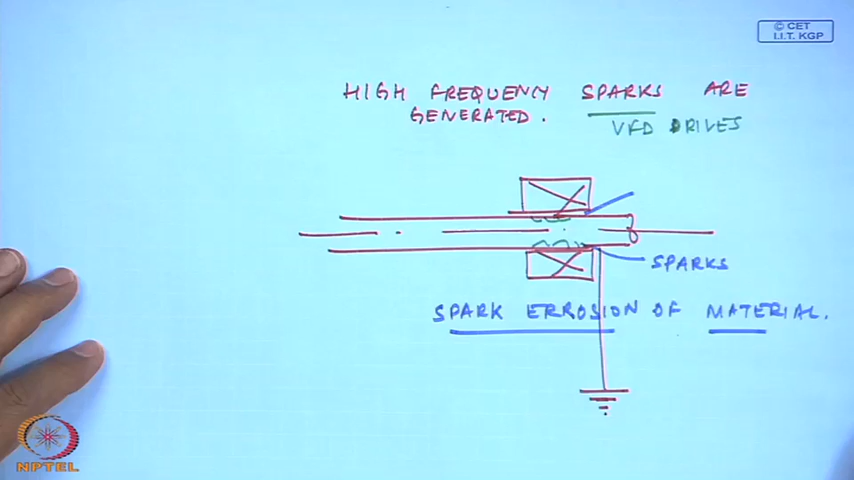 © CET
I.I.T. KGP
HIGH FREQUENCY SPARKS ARE
GENERATED.
VFD DRIVES
SPARKS
SPARK ERROSION OF MATERIAL.
NPTEL